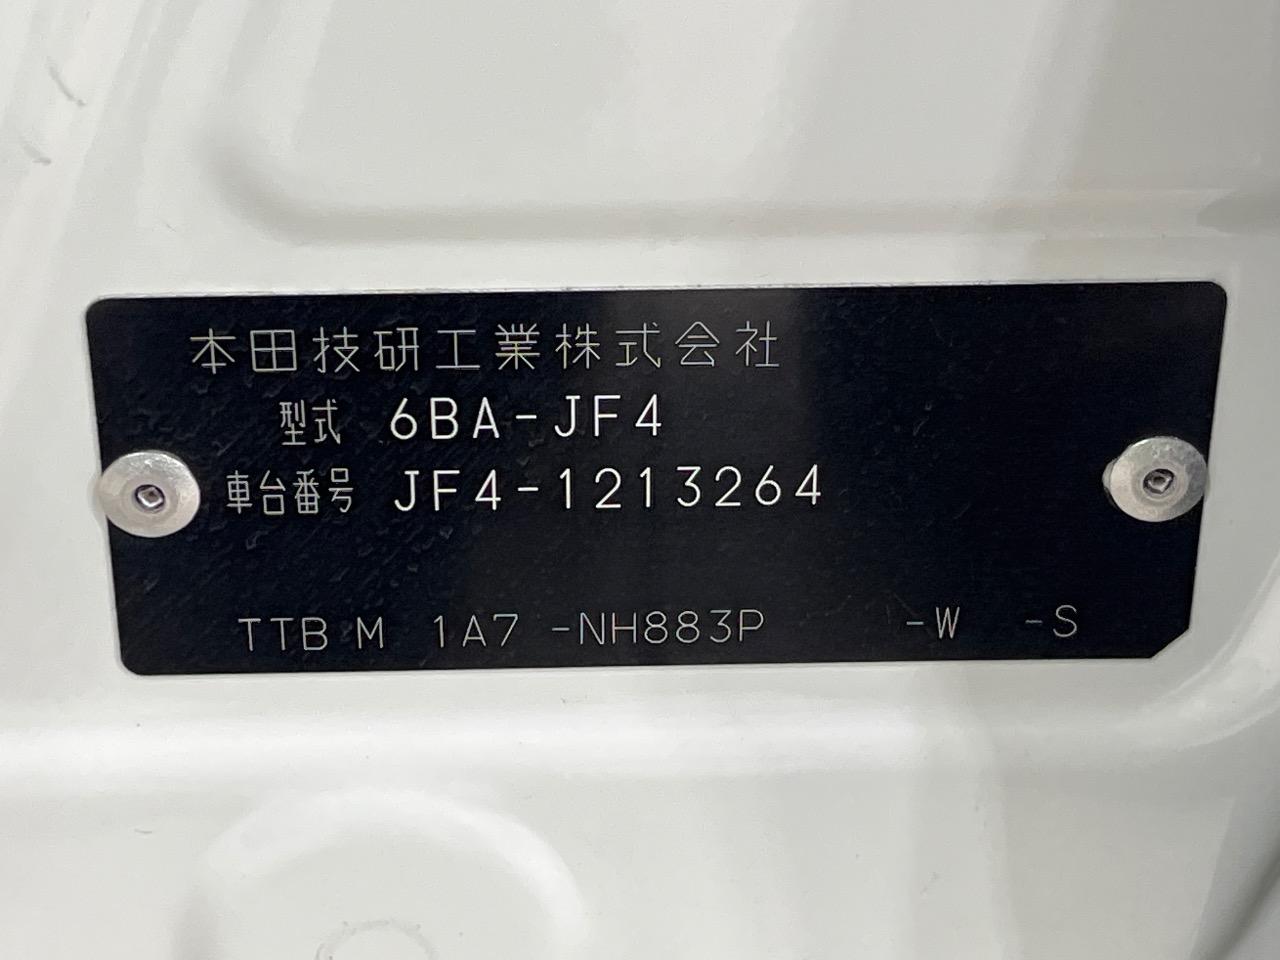 本田技研工業株式会社
型式 6BA-JF4
車台番号 JF4-1213264
TTB M 1A7 -NH883P -W -S